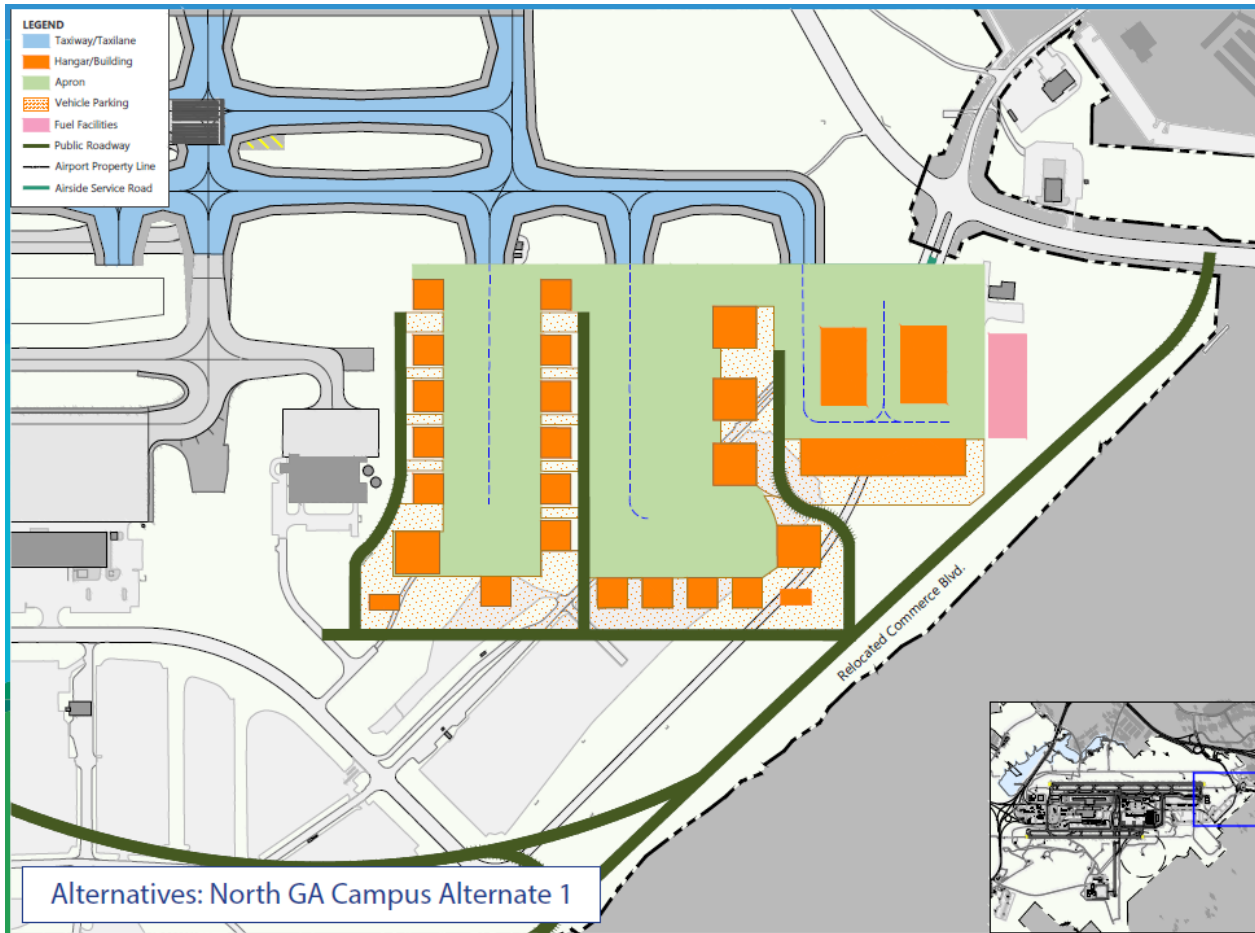 LEGEND
Taxiway/Taxilane
Hangar/Building
Apron
Vehicle Parking
Fuel Facilities
Public Roadway
Airport Property Line
Airside Service Road
Relocated Commerce Blvd.
Alternatives: North GA Campus Alternate 1